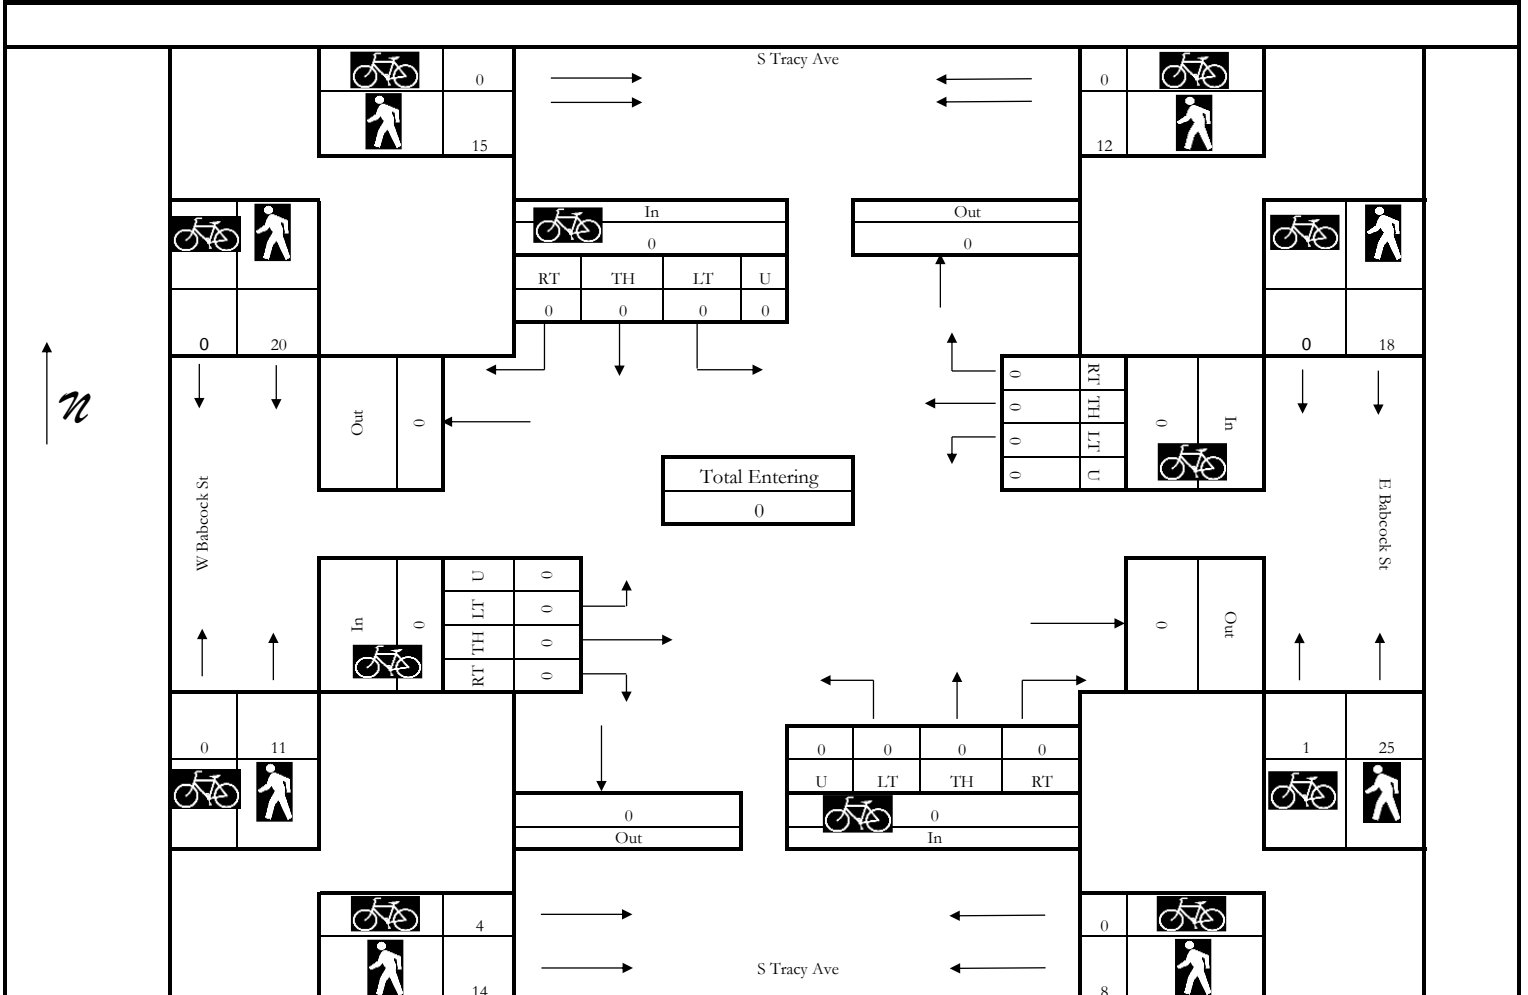 S Tracy Ave
0
0
15
12
In
0
Out
0
RT TH LT U
0 0 0 0
0 20
0 18
N
Out 0
0 RT
0 TH
0 LT
0 U
0 In
W Babcock St
Total Entering
0
E Babcock St
In 0
U 0
LT 0
TH 0
RT 0
0 Out
0 11
1 25
0 0 0 0
U LT TH RT
0
Out
0
In
4
0
S Tracy Ave
14
8